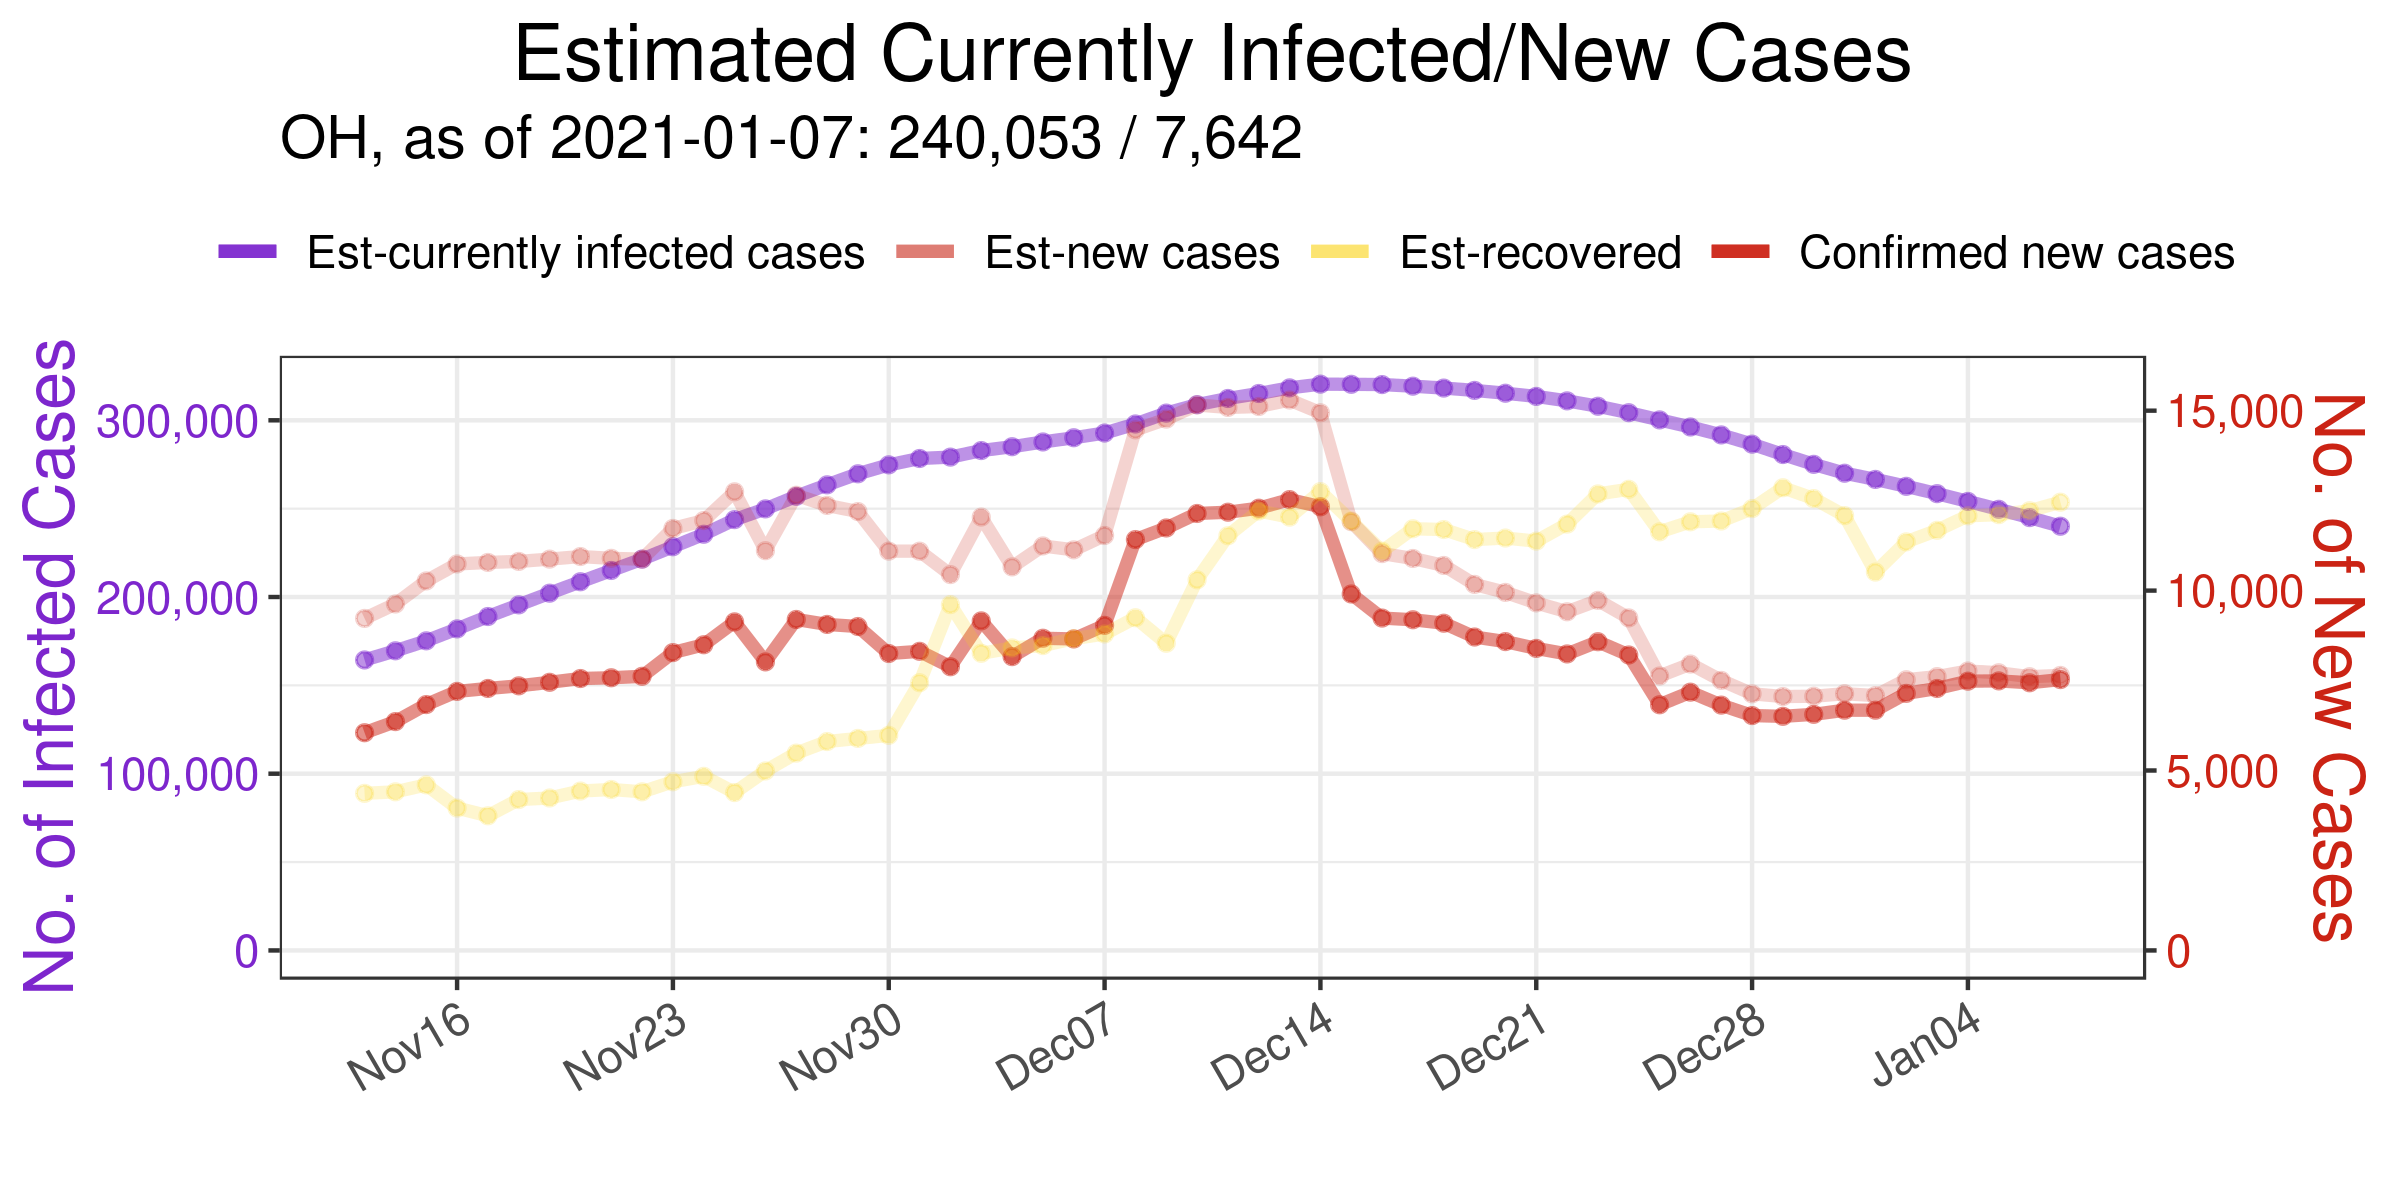 Estimated Currently Infected/New Cases
OH, as of 2021-01-07: 240,053 / 7,642
Est-currently infected cases Est-new cases Est-recovered Confirmed new cases
No. of Infected Cases
300,000
200,000
100,000
0
15,000
10,000
5,000
0
No. of New Cases
Nov16 Nov23 Nov30 Dec07 Dec14 Dec21 Dec28 Jan04